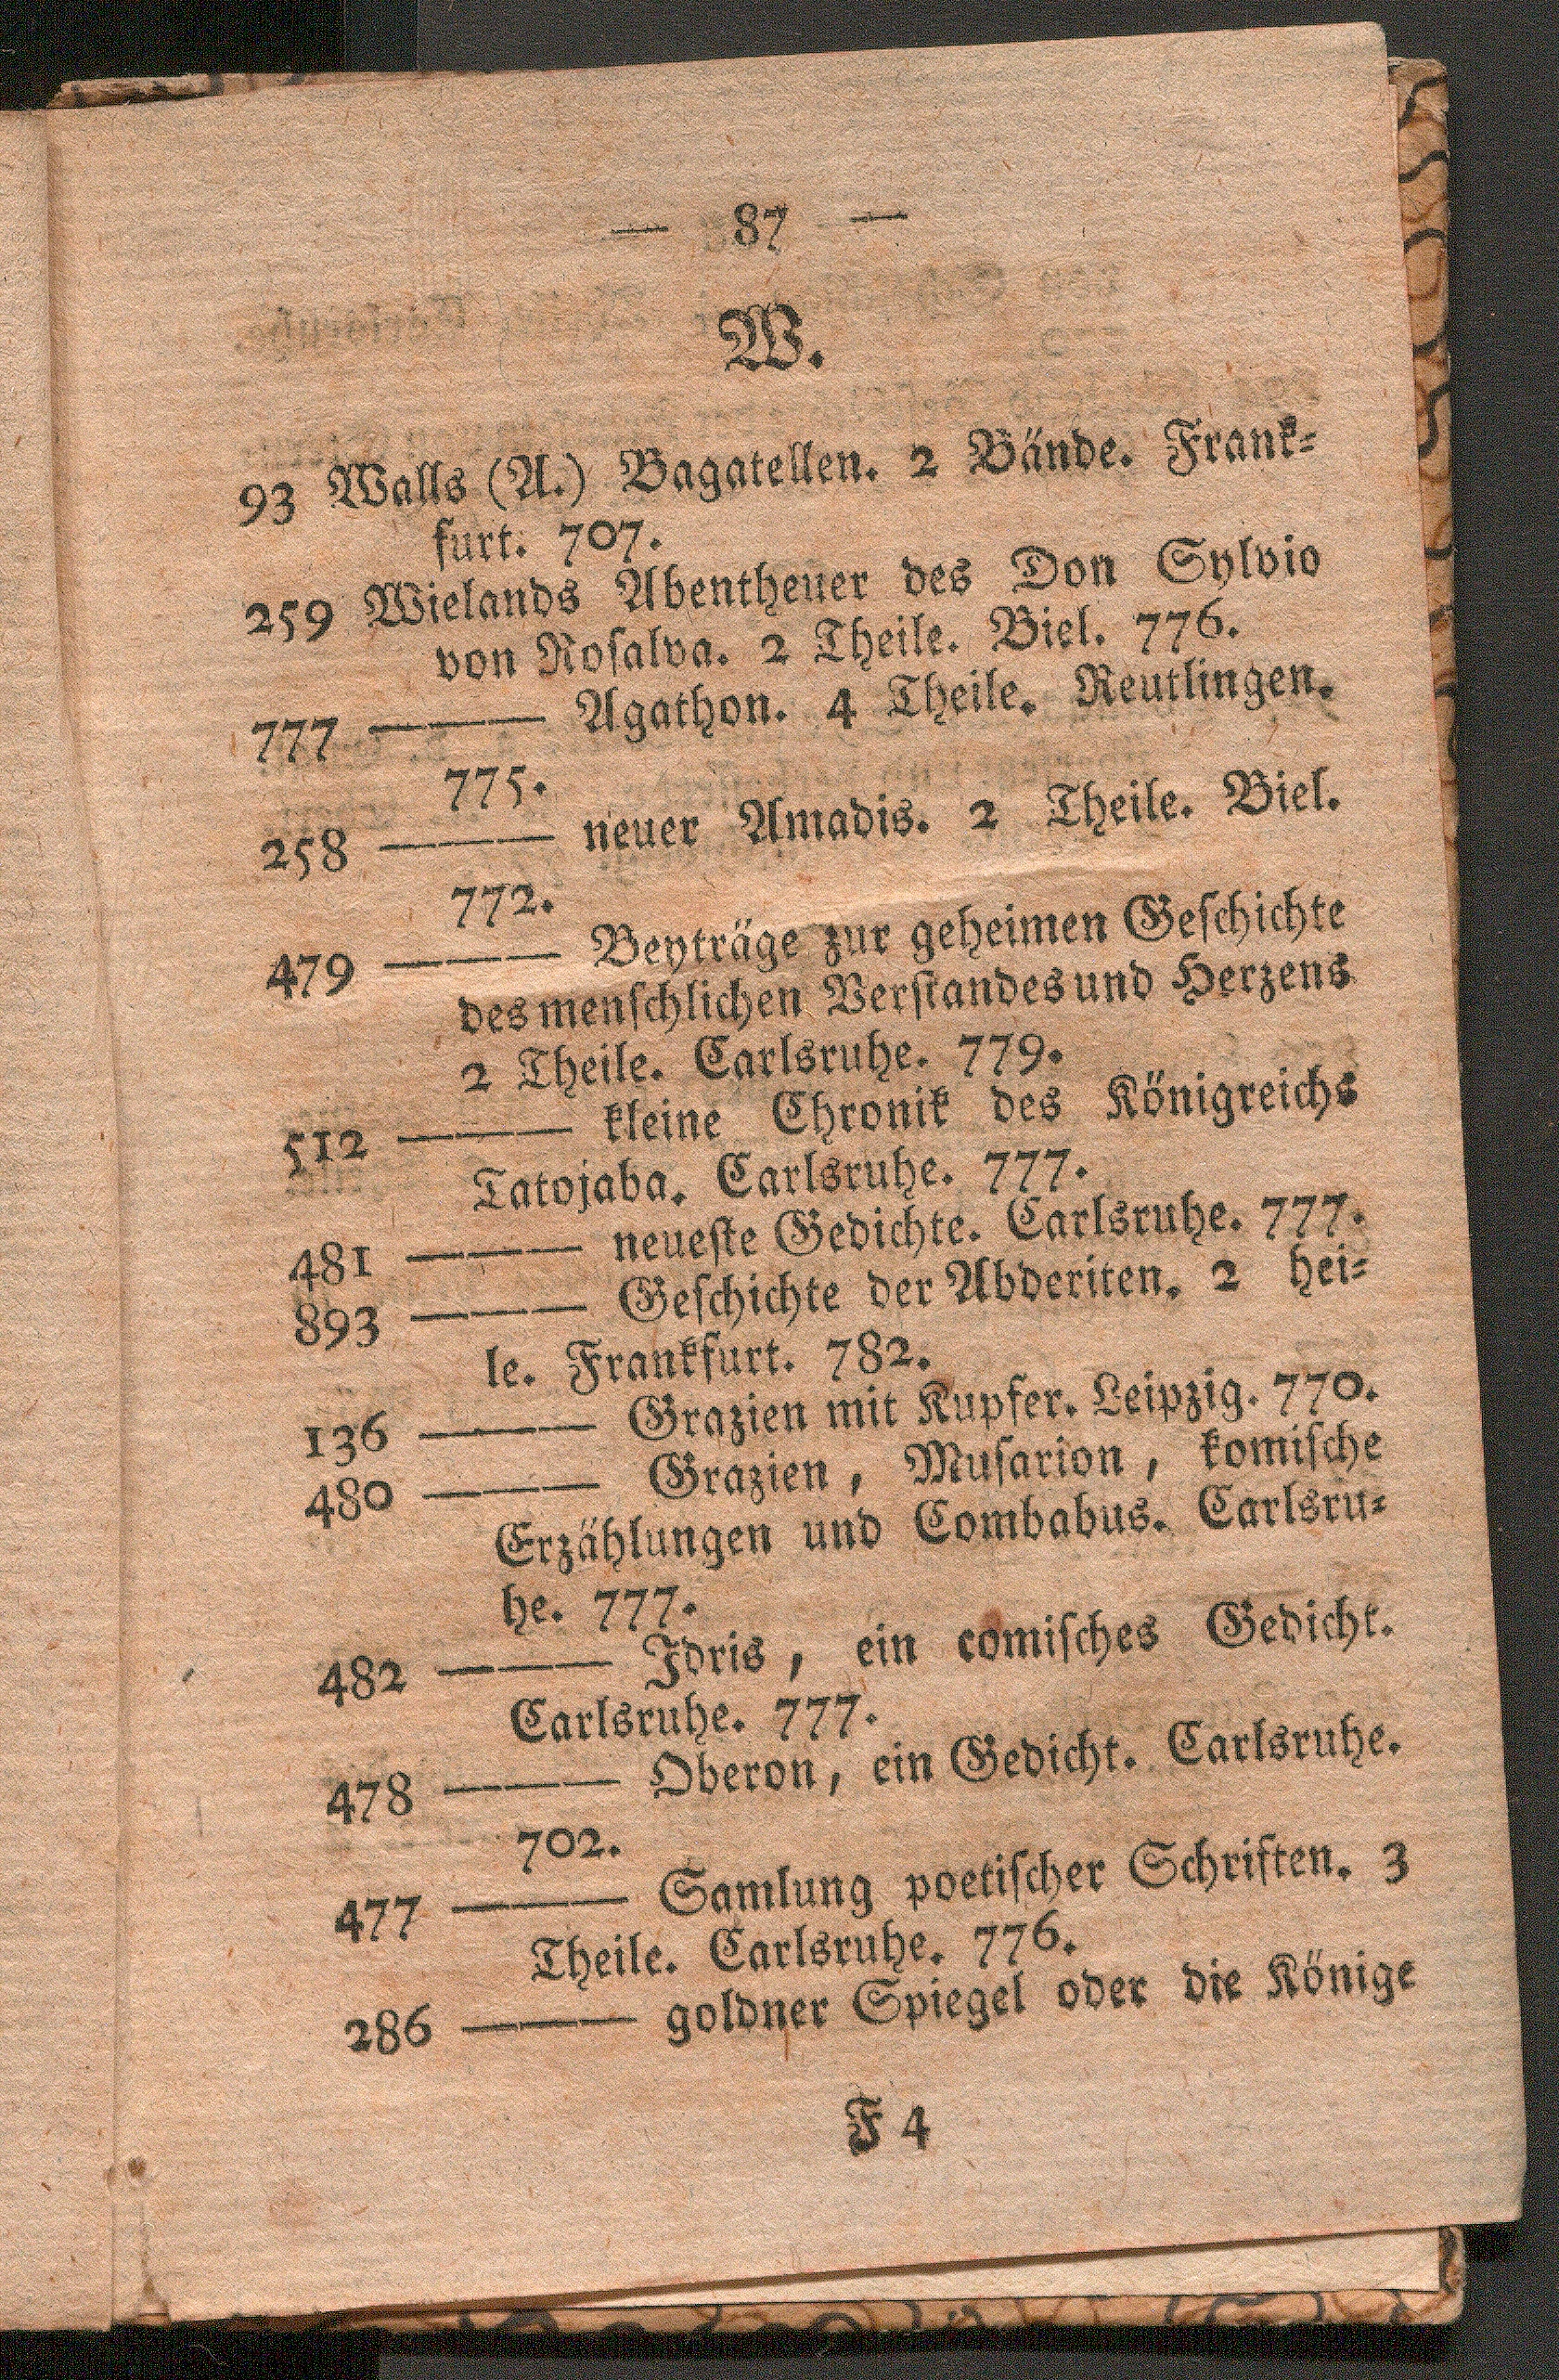 — 87 —
W.
93 Walls (A.) Bagatellen. 2 Bände. Frank-
furt. 707.
259 Wielands Abentheuer des Don Sylvio
von Rosalva. 2 Theile. Biel. 776.
777 ——— Agathon. 4 Theile. Reutlingen.
775.
258 ——— neuer Amadis. 2 Theile. Biel.
772.
479 ——— Beyträge zur geheimen Geschichte
des menschlichen Verstandes und Herzens
2 Theile. Carlsruhe. 779.
512 ——— kleine Chronik des Königreichs
Tatojaba. Carlsruhe. 777.
481 ——— neueste Gedichte. Carlsruhe. 777.
893 ——— Geschichte der Abderiten. 2 hei-
le. Frankfurt. 782.
136 ——— Grazien mit Kupfer. Leipzig. 770.
480 ——— Grazien, Musarion, komische
Erzählungen und Combabus. Carlsru-
he. 777.
482 ——— Idris, ein comisches Gedicht.
Carlsruhe. 777.
478 ——— Oberon, ein Gedicht. Carlsruhe.
702.
477 ——— Samlung poetischer Schriften. 3
Theile. Carlsruhe. 776.
286 ——— goldner Spiegel oder die Könige
F 4